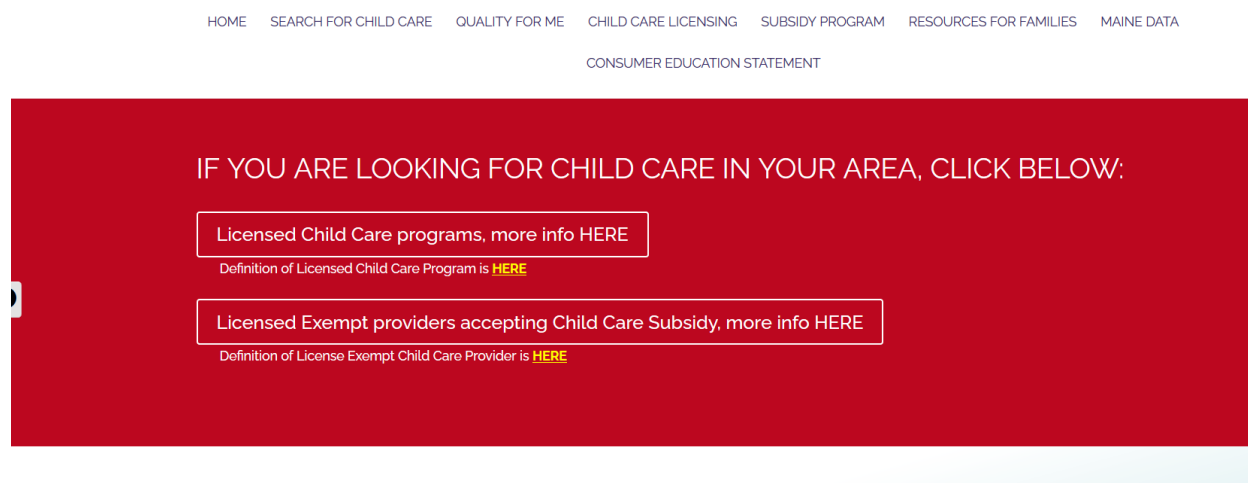 HOME SEARCH FOR CHILD CARE QUALITY FOR ME CHILD CARE LICENSING SUBSIDY PROGRAM RESOURCES FOR FAMILIES MAINE DATA
CONSUMER EDUCATION STATEMENT
IF YOU ARE LOOKING FOR CHILD CARE IN YOUR AREA, CLICK BELOW:
Licensed Child Care programs, more info HERE
Definition of Licensed Child Care Program is HERE
Licensed Exempt providers accepting Child Care Subsidy, more info HERE
Definition of License Exempt Child Care Provider is HERE